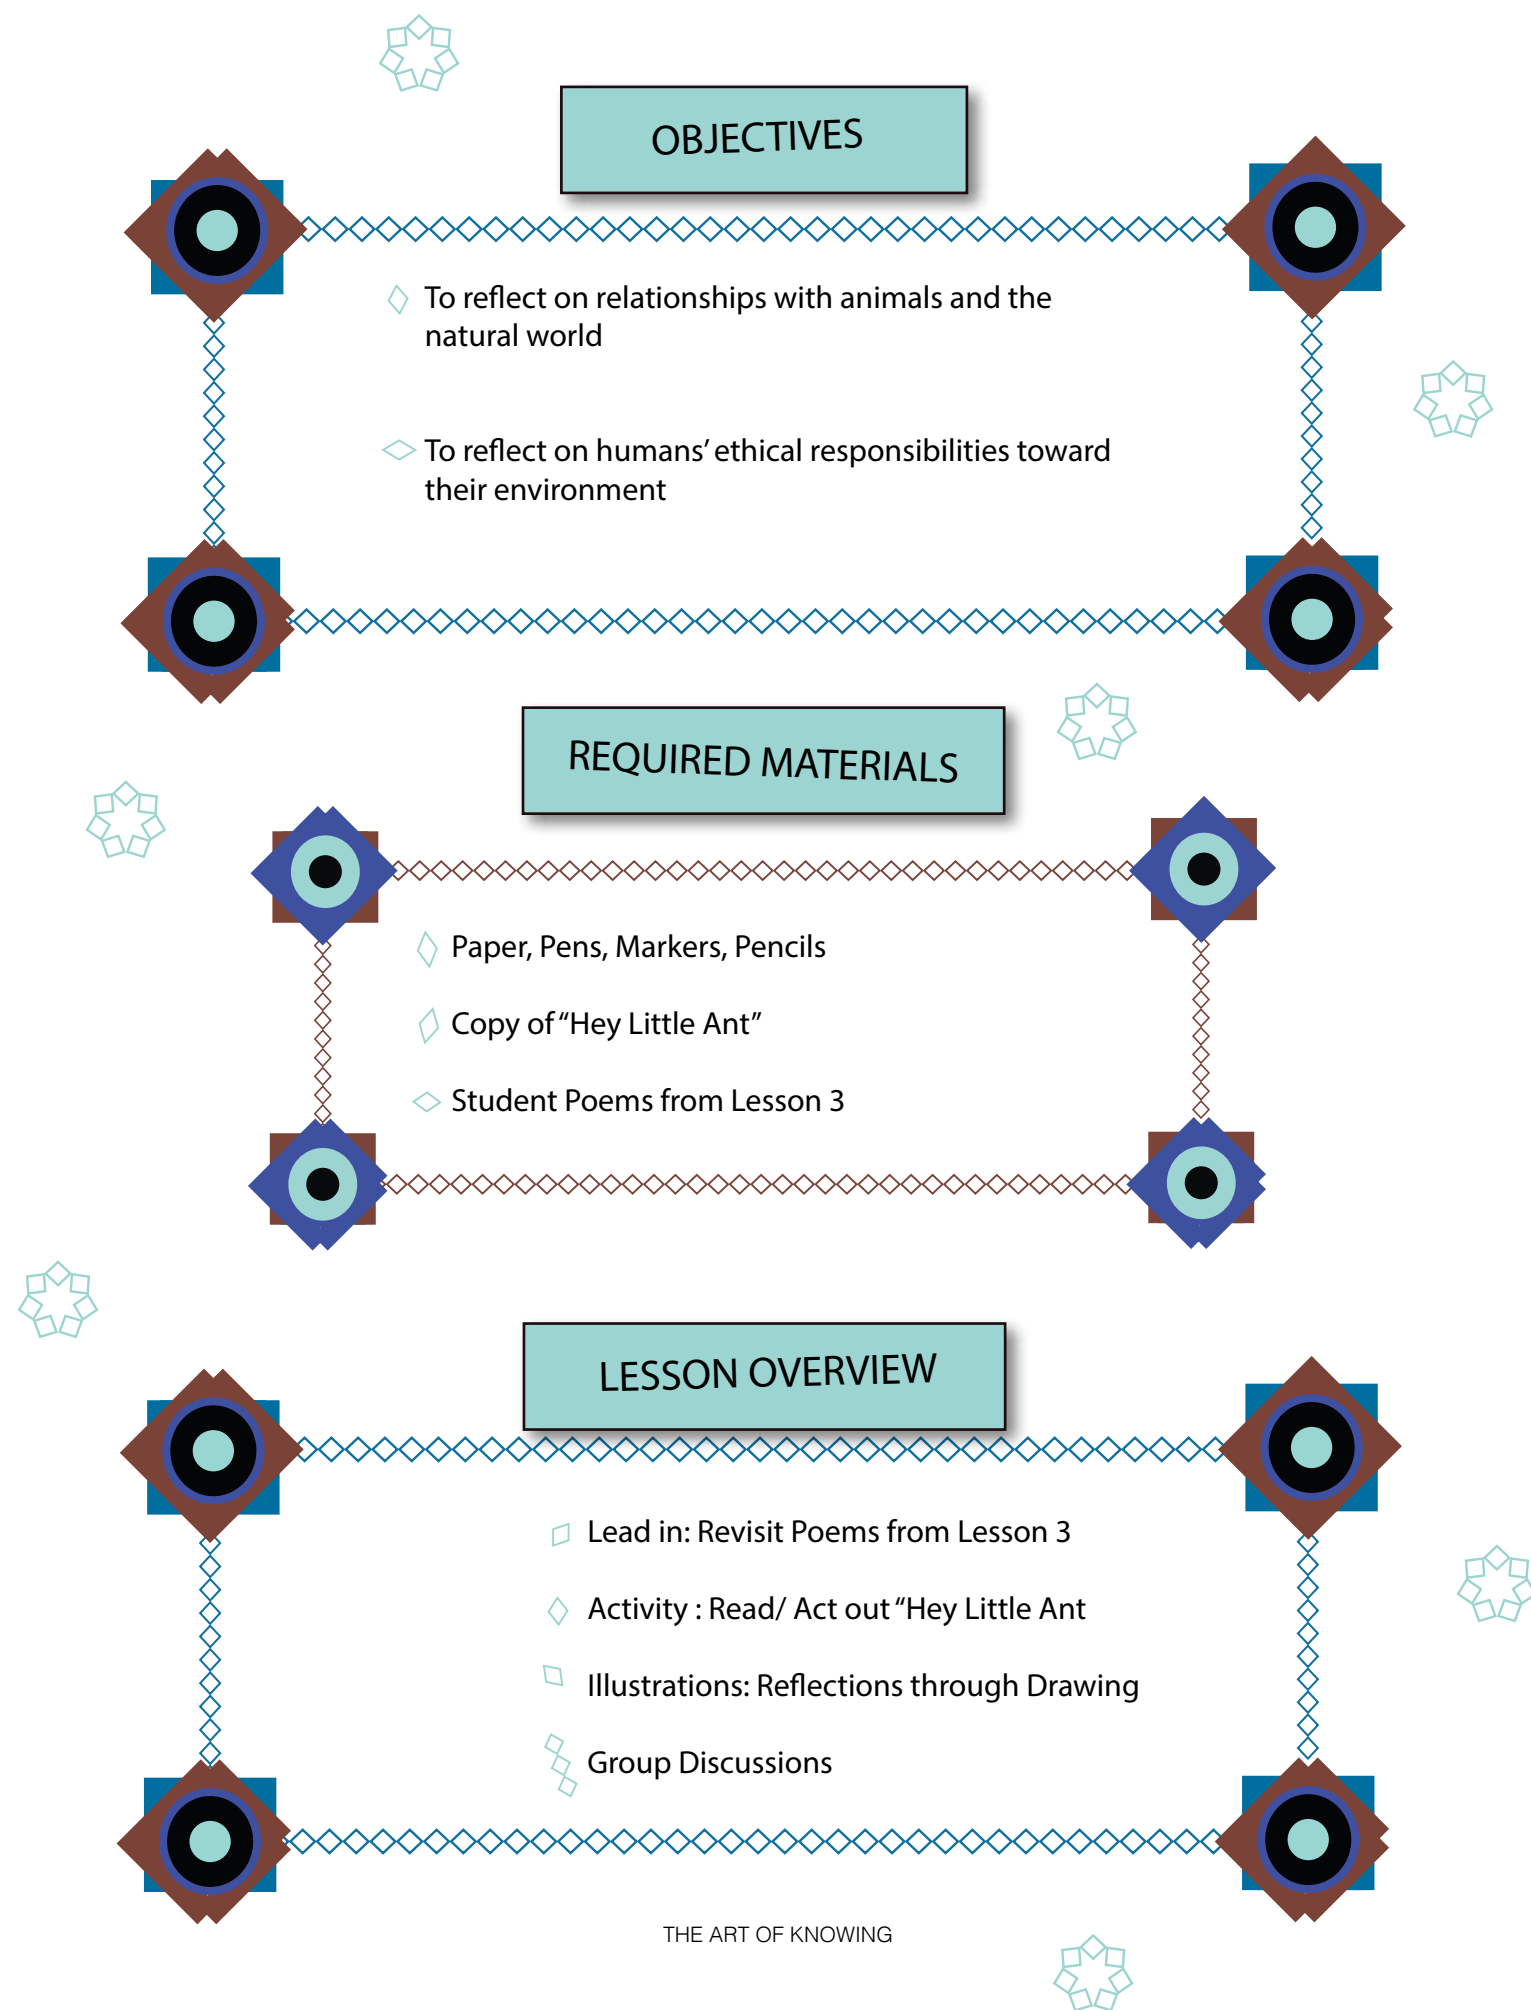 OBJECTIVES
To reflect on relationships with animals and the
natural world
To reflect on humans’ ethical responsibilities toward
their environment
REQUIRED MATERIALS
Paper, Pens, Markers, Pencils
Copy of “Hey Little Ant”
Student Poems from Lesson 3
LESSON OVERVIEW
Lead in: Revisit Poems from Lesson 3
Activity : Read/ Act out “Hey Little Ant
Illustrations: Reflections through Drawing
Group Discussions
THE ART OF KNOWING